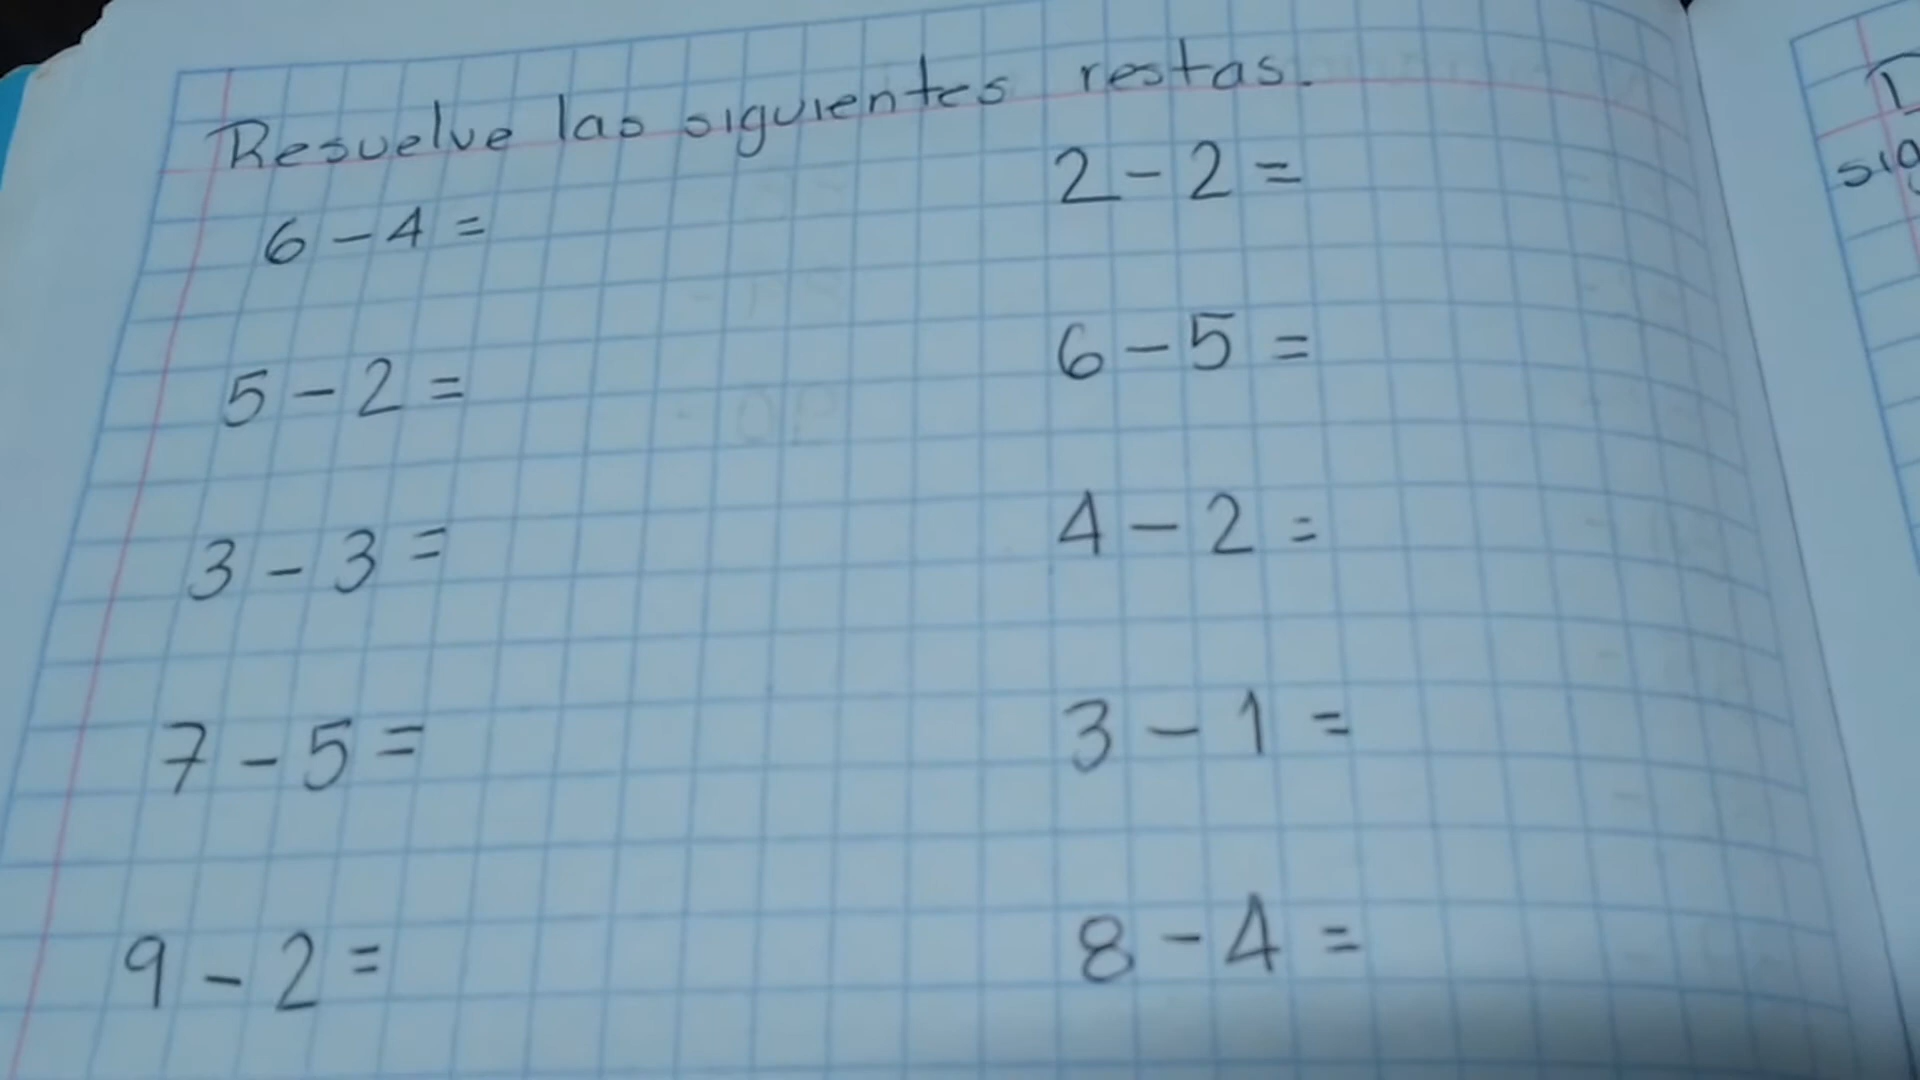 Resuelve las siguientes restas.
6 - 4 =
5 - 2 =
3 - 3 =
7 - 5 =
9 - 2 =
2 - 2 =
6 - 5 =
4 - 2 =
3 - 1 =
8 - 4 =